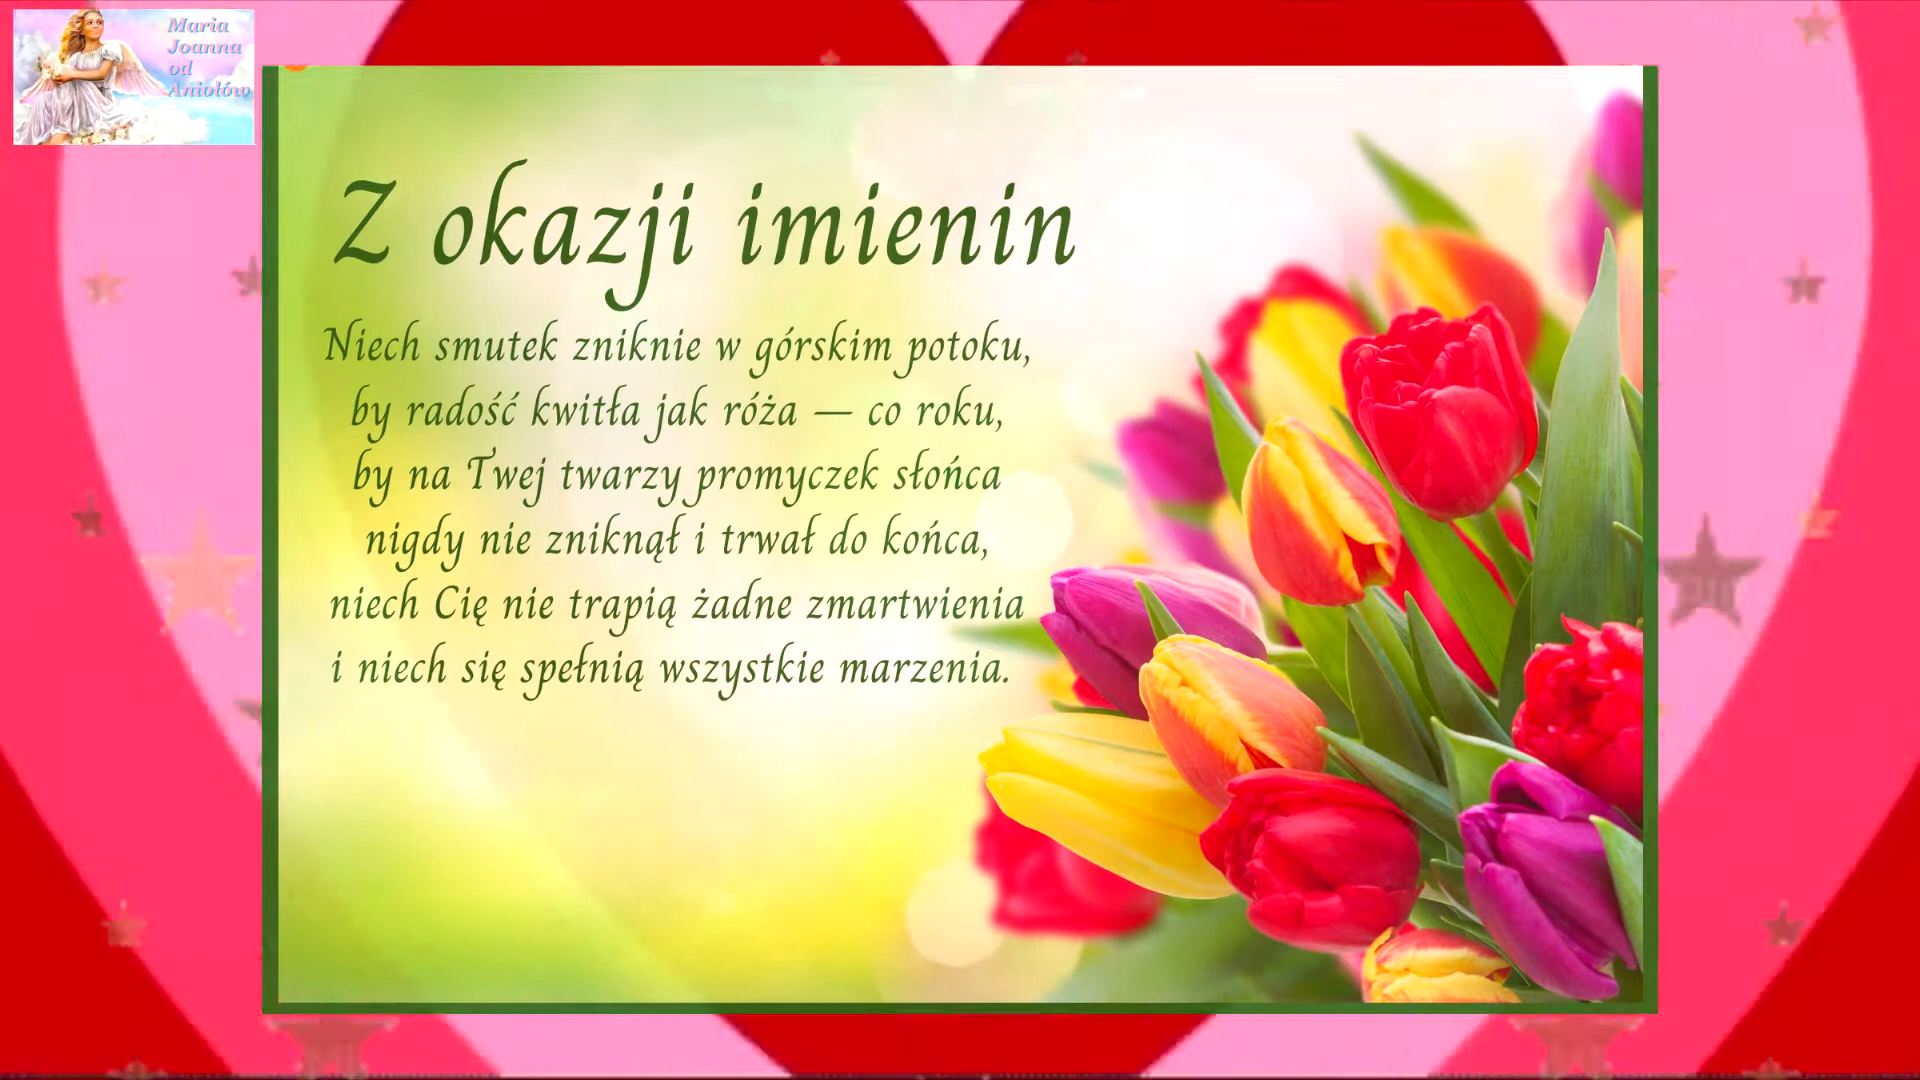 Maria
Joanna
od
Aniołów
Z okazji imienin
Niech smutek zniknie w górskim potoku,
by radość kwitła jak róża — co roku,
by na Twej twarzy promyczek słońca
nigdy nie zniknął i trwał do końca,
niech Cię nie trapią żadne zmartwienia
i niech się spełnią wszystkie marzenia.